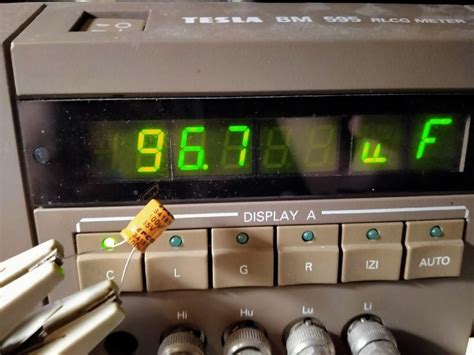 TESLA BM 595 RLCG METER
96.7 u F
DISPLAY A
C L G R IZI AUTO
Hi Hu Lu Li